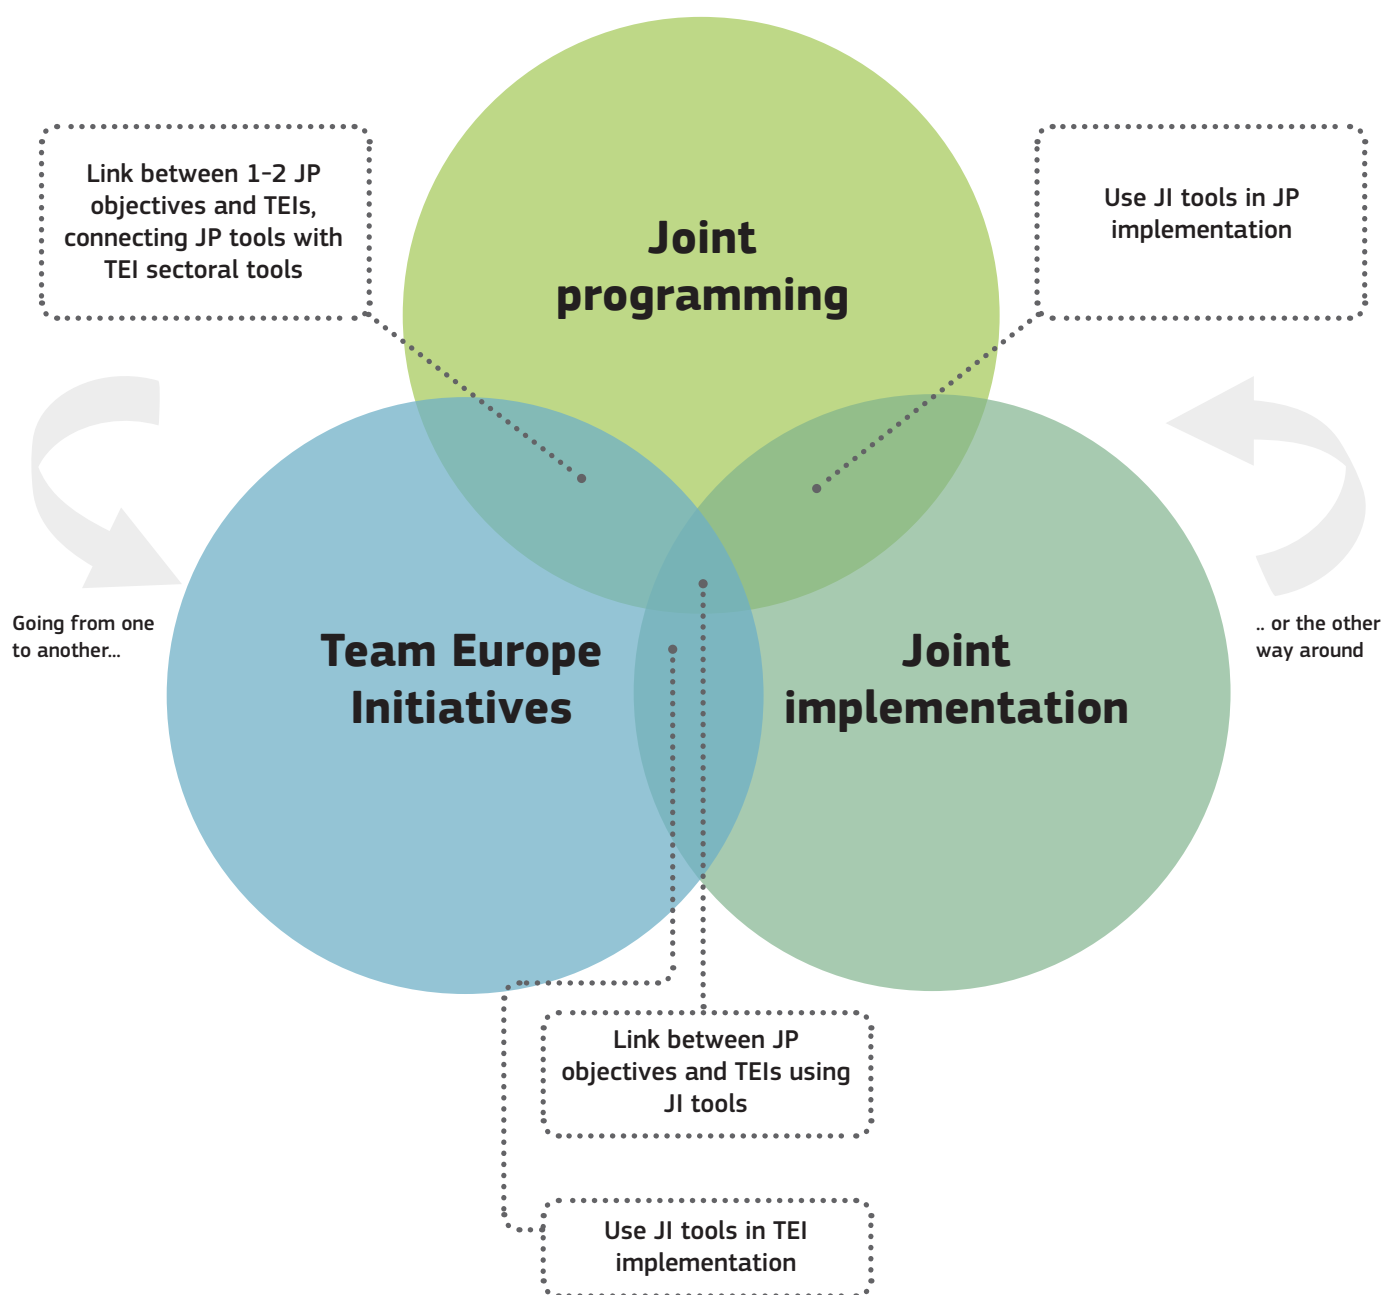 Link between 1-2 JP
objectives and TEIs,
connecting JP tools with
TEI sectoral tools
Use JI tools in JP
implementation
Joint
programming
Going from one
to another...
Team Europe
Initiatives
Joint
implementation
.. or the other
way around
Link between JP
objectives and TEIs using
JI tools
Use JI tools in TEI
implementation